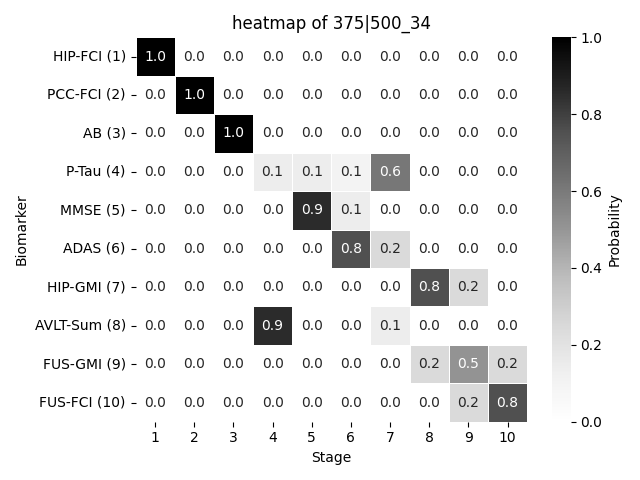 heatmap of 375|500_34
Biomarker
HIP-FCI (1) 1.0 0.0 0.0 0.0 0.0 0.0 0.0 0.0 0.0 0.0
PCC-FCI (2) 0.0 1.0 0.0 0.0 0.0 0.0 0.0 0.0 0.0 0.0
AB (3) 0.0 0.0 1.0 0.0 0.0 0.0 0.0 0.0 0.0 0.0
P-Tau (4) 0.0 0.0 0.0 0.1 0.1 0.1 0.6 0.0 0.0 0.0
MMSE (5) 0.0 0.0 0.0 0.0 0.9 0.1 0.0 0.0 0.0 0.0
ADAS (6) 0.0 0.0 0.0 0.0 0.0 0.8 0.2 0.0 0.0 0.0
HIP-GMI (7) 0.0 0.0 0.0 0.0 0.0 0.0 0.0 0.8 0.2 0.0
AVLT-Sum (8) 0.0 0.0 0.0 0.9 0.0 0.0 0.1 0.0 0.0 0.0
FUS-GMI (9) 0.0 0.0 0.0 0.0 0.0 0.0 0.0 0.2 0.5 0.2
FUS-FCI (10) 0.0 0.0 0.0 0.0 0.0 0.0 0.0 0.0 0.2 0.8
1 2 3 4 5 6 7 8 9 10
Stage
1.0
0.8
0.6
0.4
0.2
0.0
Probability